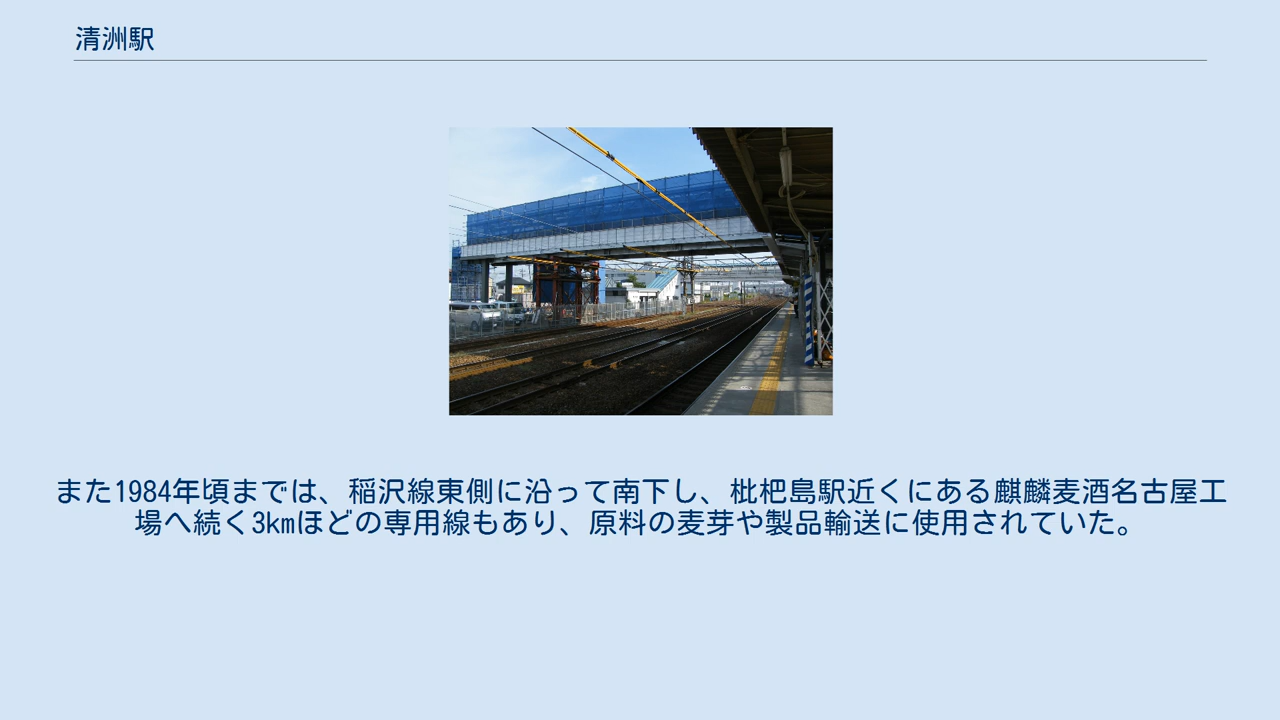 清洲駅
また1984年頃までは、稲沢線東側に沿って南下し、枇杷島駅近くにある麒麟麦酒名古屋工
場へ続く3kmほどの専用線もあり、原料の麦芽や製品輸送に使用されていた。